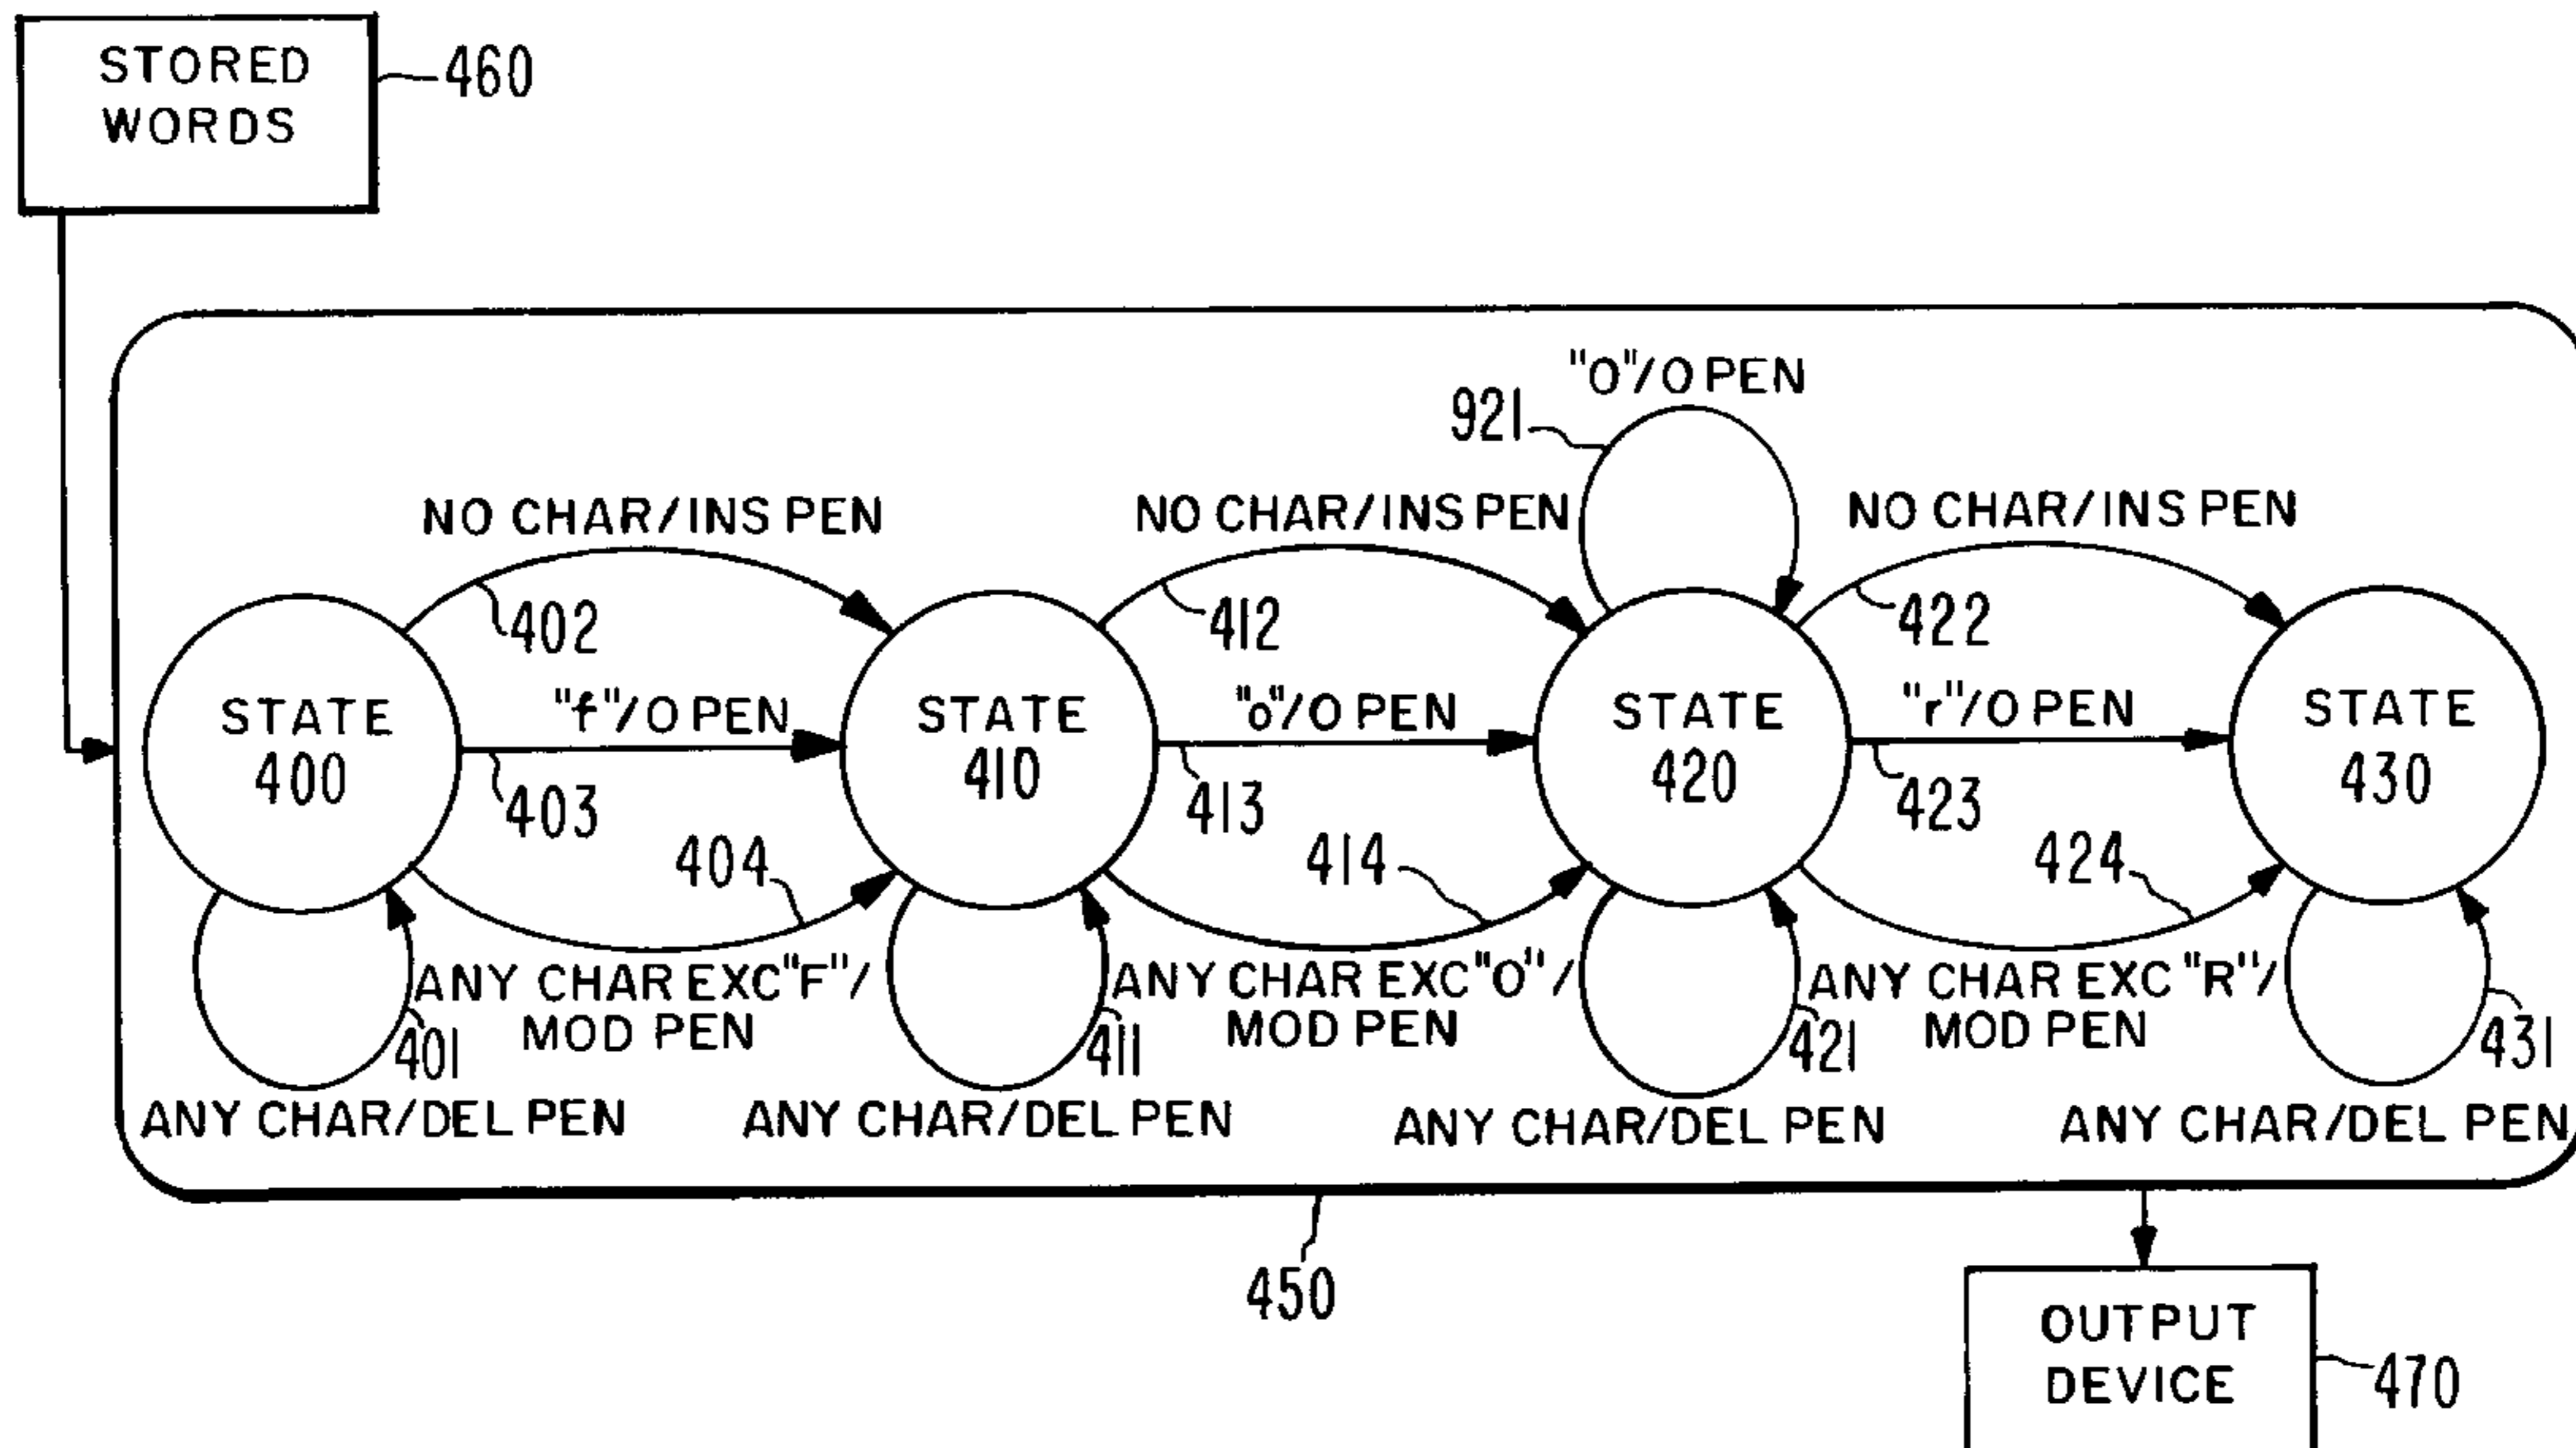 STORED
WORDS
460
"O"/O PEN
921
NO CHAR/INS PEN
NO CHAR/INS PEN
NO CHAR/INS PEN
402
412
422
STATE
400
"f"/O PEN
403
STATE
410
"o"/O PEN
413
STATE
420
"r"/O PEN
423
STATE
430
404
414
424
ANY CHAR EXC "F"/
MOD PEN
ANY CHAR EXC "O"/
MOD PEN
ANY CHAR EXC "R"/
MOD PEN
401
411
421
431
ANY CHAR/DEL PEN
ANY CHAR/DEL PEN
ANY CHAR/DEL PEN
ANY CHAR/DEL PEN
450
OUTPUT
DEVICE
470